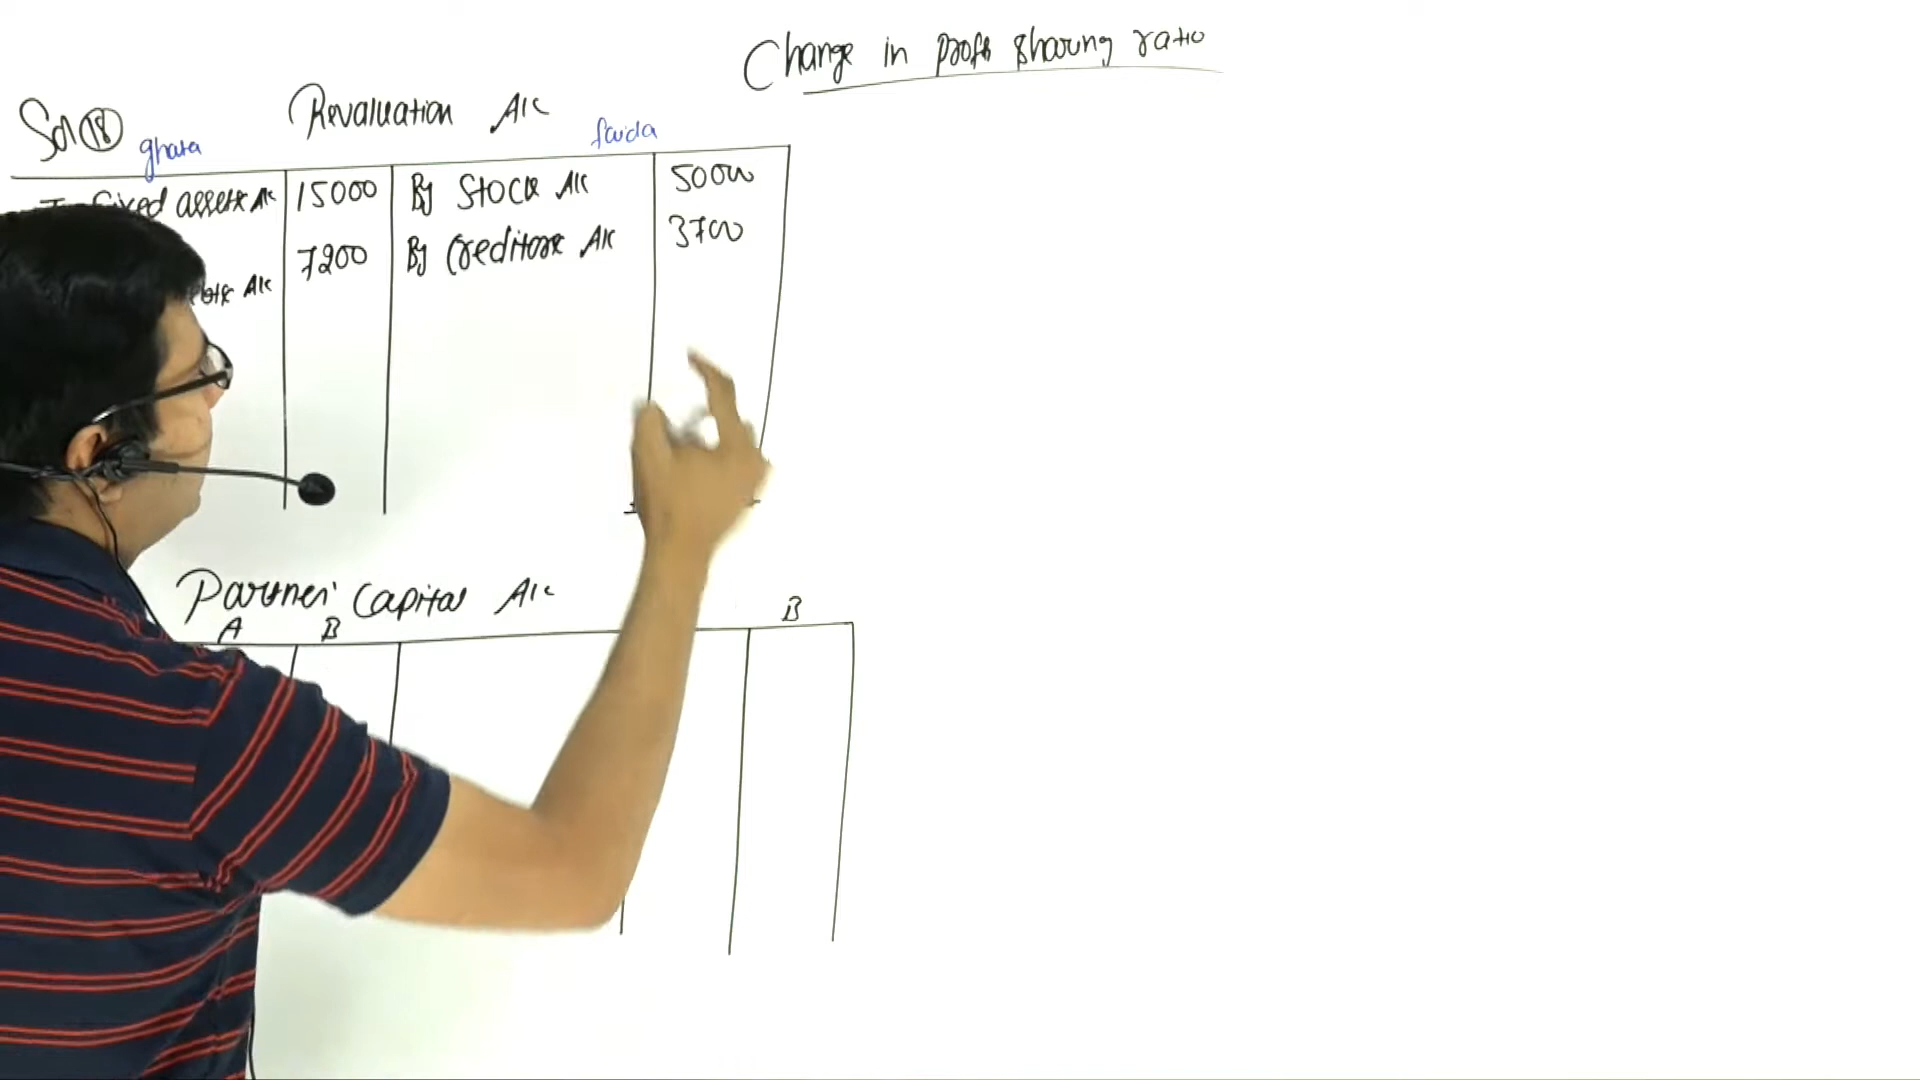 Change in profit sharing ratio
Sol 18
Revaluation A/c
ghata
faida
Fixed assets A/c 15000 By Stock A/c 50000
7200 By Creditors A/c 3700
A/c
Partner' Capital A/c
A B B